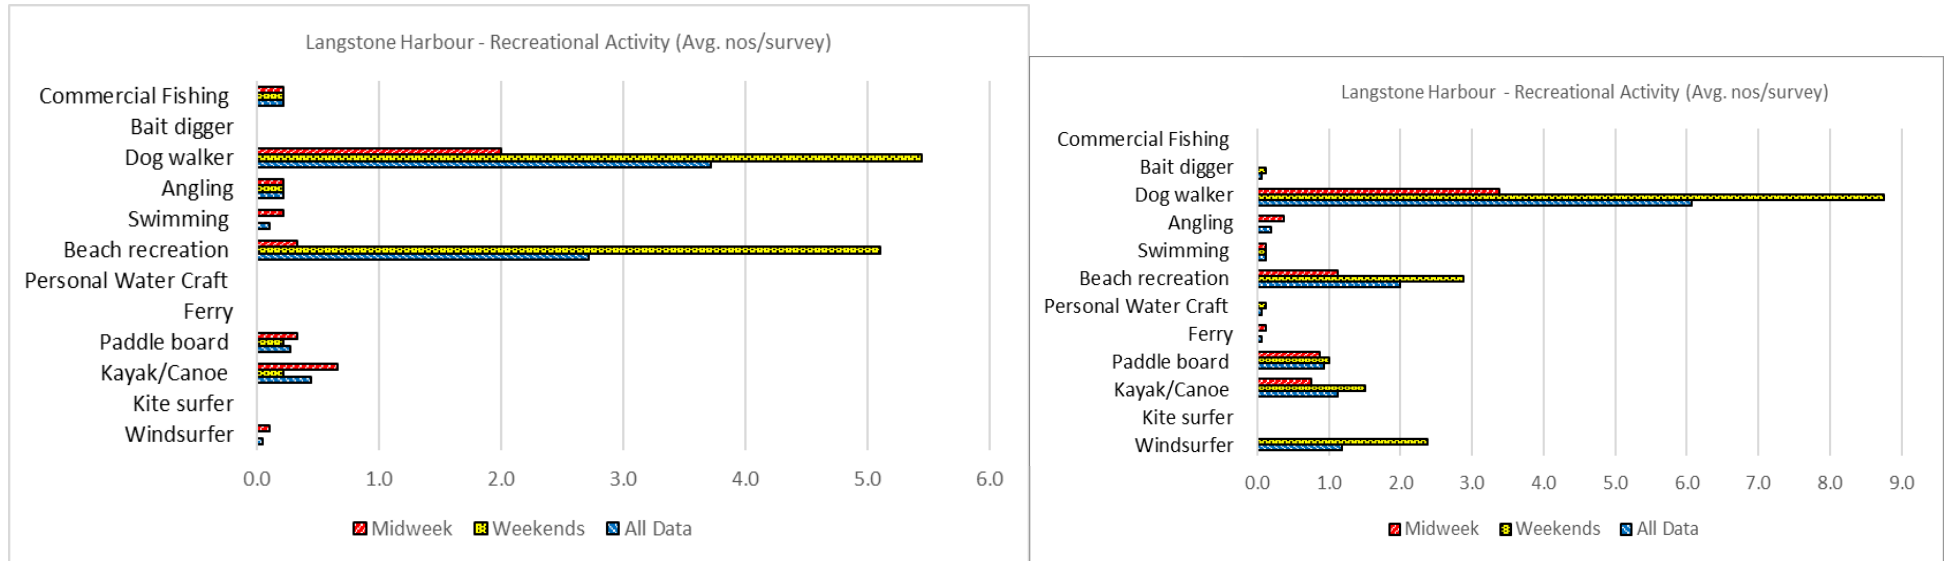 Langstone Harbour - Recreational Activity (Avg. nos/survey)
Commercial Fishing
Bait digger
Dog walker
Angling
Swimming
Beach recreation
Personal Water Craft
Ferry
Paddle board
Kayak/Canoe
Kite surfer
Windsurfer
0.0 1.0 2.0 3.0 4.0 5.0 6.0
Midweek Weekends All Data
Langstone Harbour - Recreational Activity (Avg. nos/survey)
Commercial Fishing
Bait digger
Dog walker
Angling
Swimming
Beach recreation
Personal Water Craft
Ferry
Paddle board
Kayak/Canoe
Kite surfer
Windsurfer
0.0 1.0 2.0 3.0 4.0 5.0 6.0 7.0 8.0 9.0
Midweek Weekends All Data